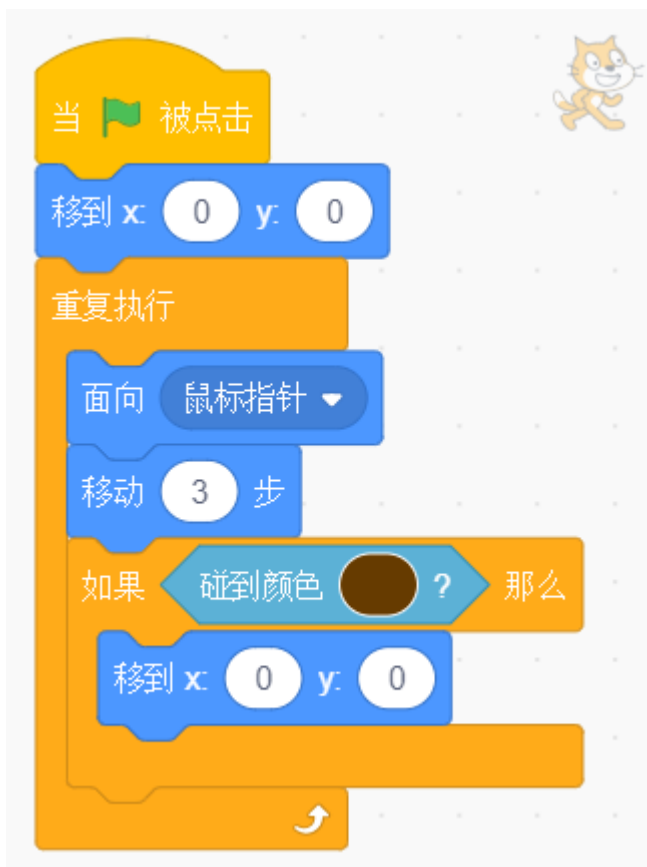 当 被点击
移到 x: 0 y: 0
重复执行
面向 鼠标指针
移动 3 步
如果 碰到颜色 ? 那么
移到 x: 0 y: 0